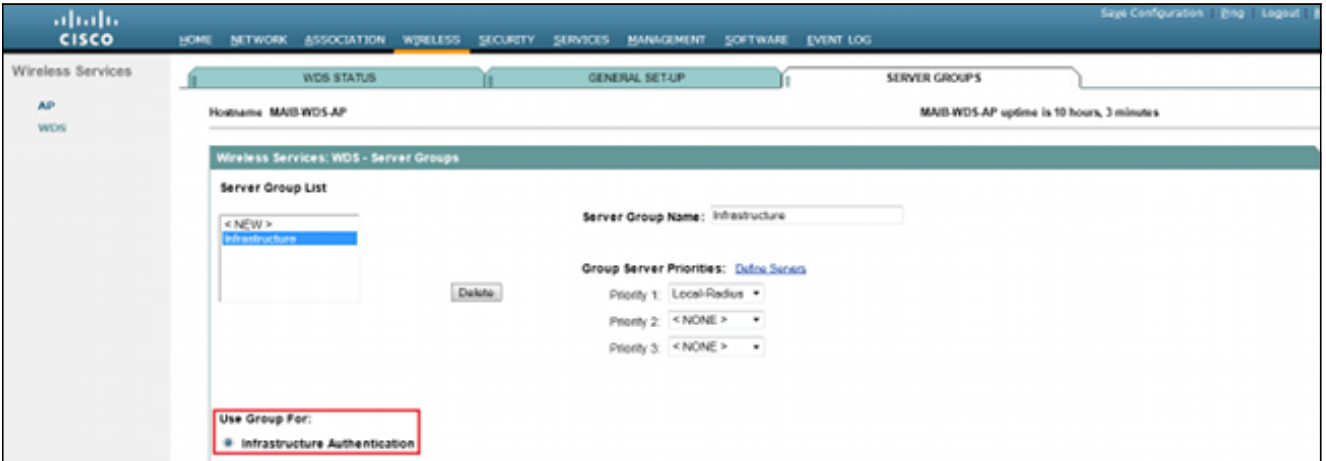 Save Configuration | Ping | Logout |
CISCO
HOME NETWORK ASSOCIATION WIRELESS SECURITY SERVICES MANAGEMENT SOFTWARE EVENT LOG
Wireless Services
AP
WDS
WDS STATUS GENERAL SET-UP SERVER GROUPS
Hostname MAIB-WDS-AP MAIB-WDS-AP uptime is 10 hours, 3 minutes
Wireless Services: WDS - Server Groups
Server Group List
< NEW >
Infrastructure
Delete
Server Group Name: Infrastructure
Group Server Priorities: Define Servers
Priority 1: Local-Radius
Priority 2: < NONE >
Priority 3: < NONE >
Use Group For:
Infrastructure Authentication